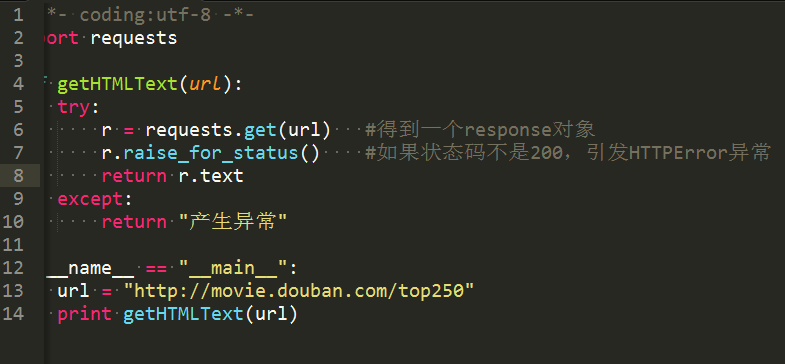 1 *- coding:utf-8 -*-
2 port requests
3
4 f getHTMLText(url):
5 try:
6 r = requests.get(url) #得到一个response对象
7 r.raise_for_status() #如果状态码不是200，引发HTTPError异常
8 return r.text
9 except:
10 return "产生异常"
11
12 __name__ == "__main__":
13 url = "http://movie.douban.com/top250"
14 print getHTMLText(url)